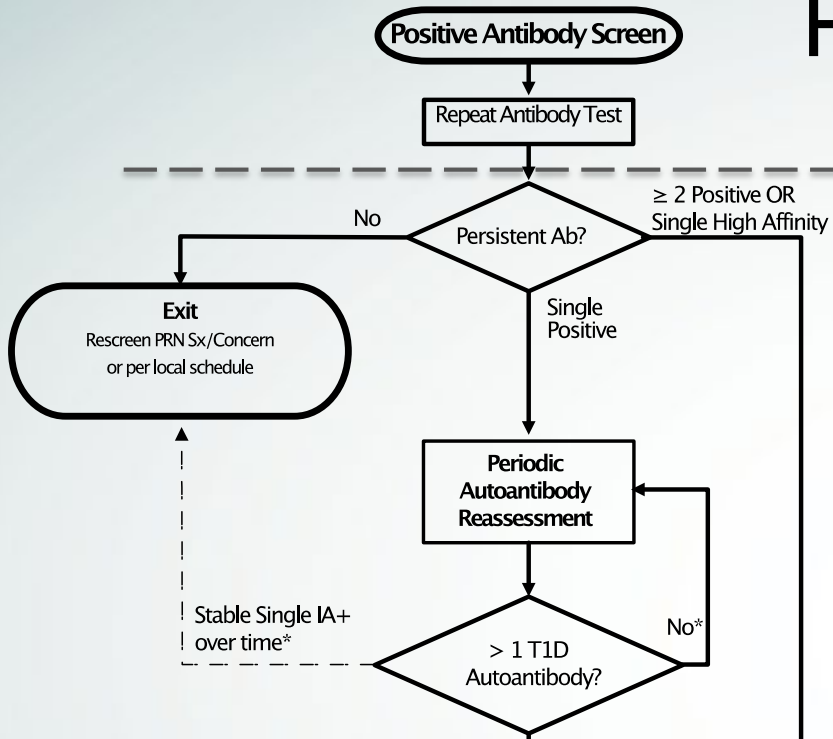 Positive Antibody Screen
Repeat Antibody Test
≥ 2 Positive OR
Single High Affinity
No
Persistent Ab?
Exit
Rescreen PRN Sx/Concern
or per local schedule
Single
Positive
Periodic
Autoantibody
Reassessment
Stable Single IA+
over time*
No*
> 1 T1D
Autoantibody?